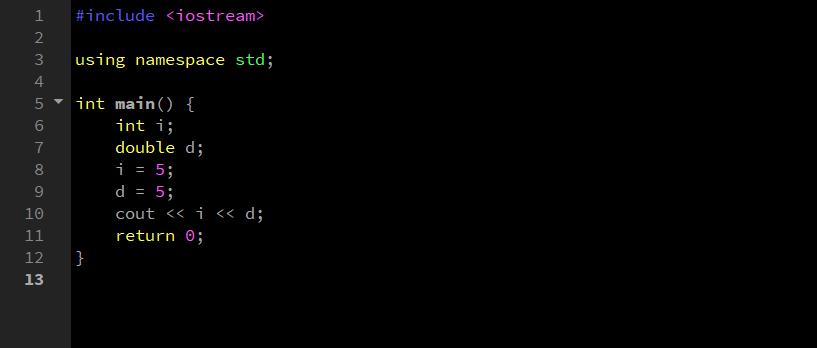 1 #include <iostream>
2
3 using namespace std;
4
5 int main() {
6     int i;
7     double d;
8     i = 5;
9     d = 5;
10     cout << i << d;
11     return 0;
12 }
13